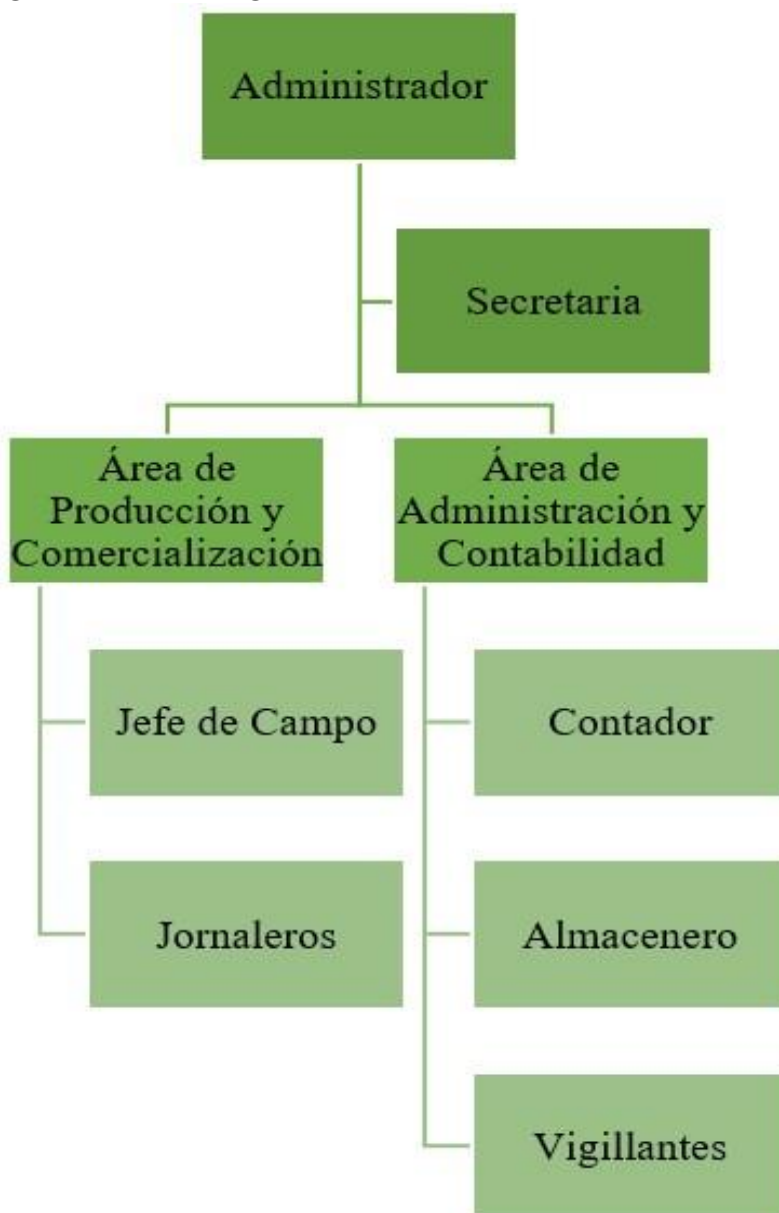 Administrador
Secretaria
Área de
Producción y
Comercialización
Área de
Administración y
Contabilidad
Jefe de Campo
Contador
Jornaleros
Almacenero
Vigillantes